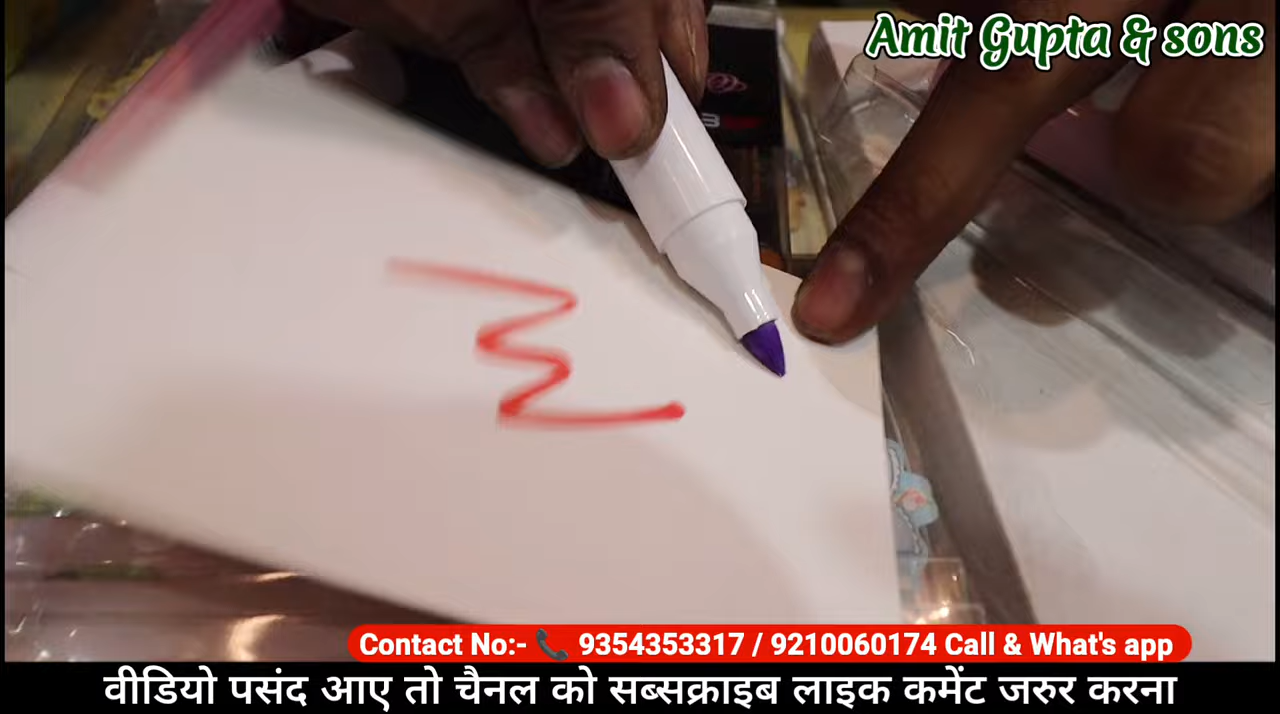 Amit Gupta & sons
Contact No:- 📞 9354353317 / 9210060174 Call & What's app
वीडियो पसंद आए तो चैनल को सब्सक्राइब लाइक कमेंट जरुर करना